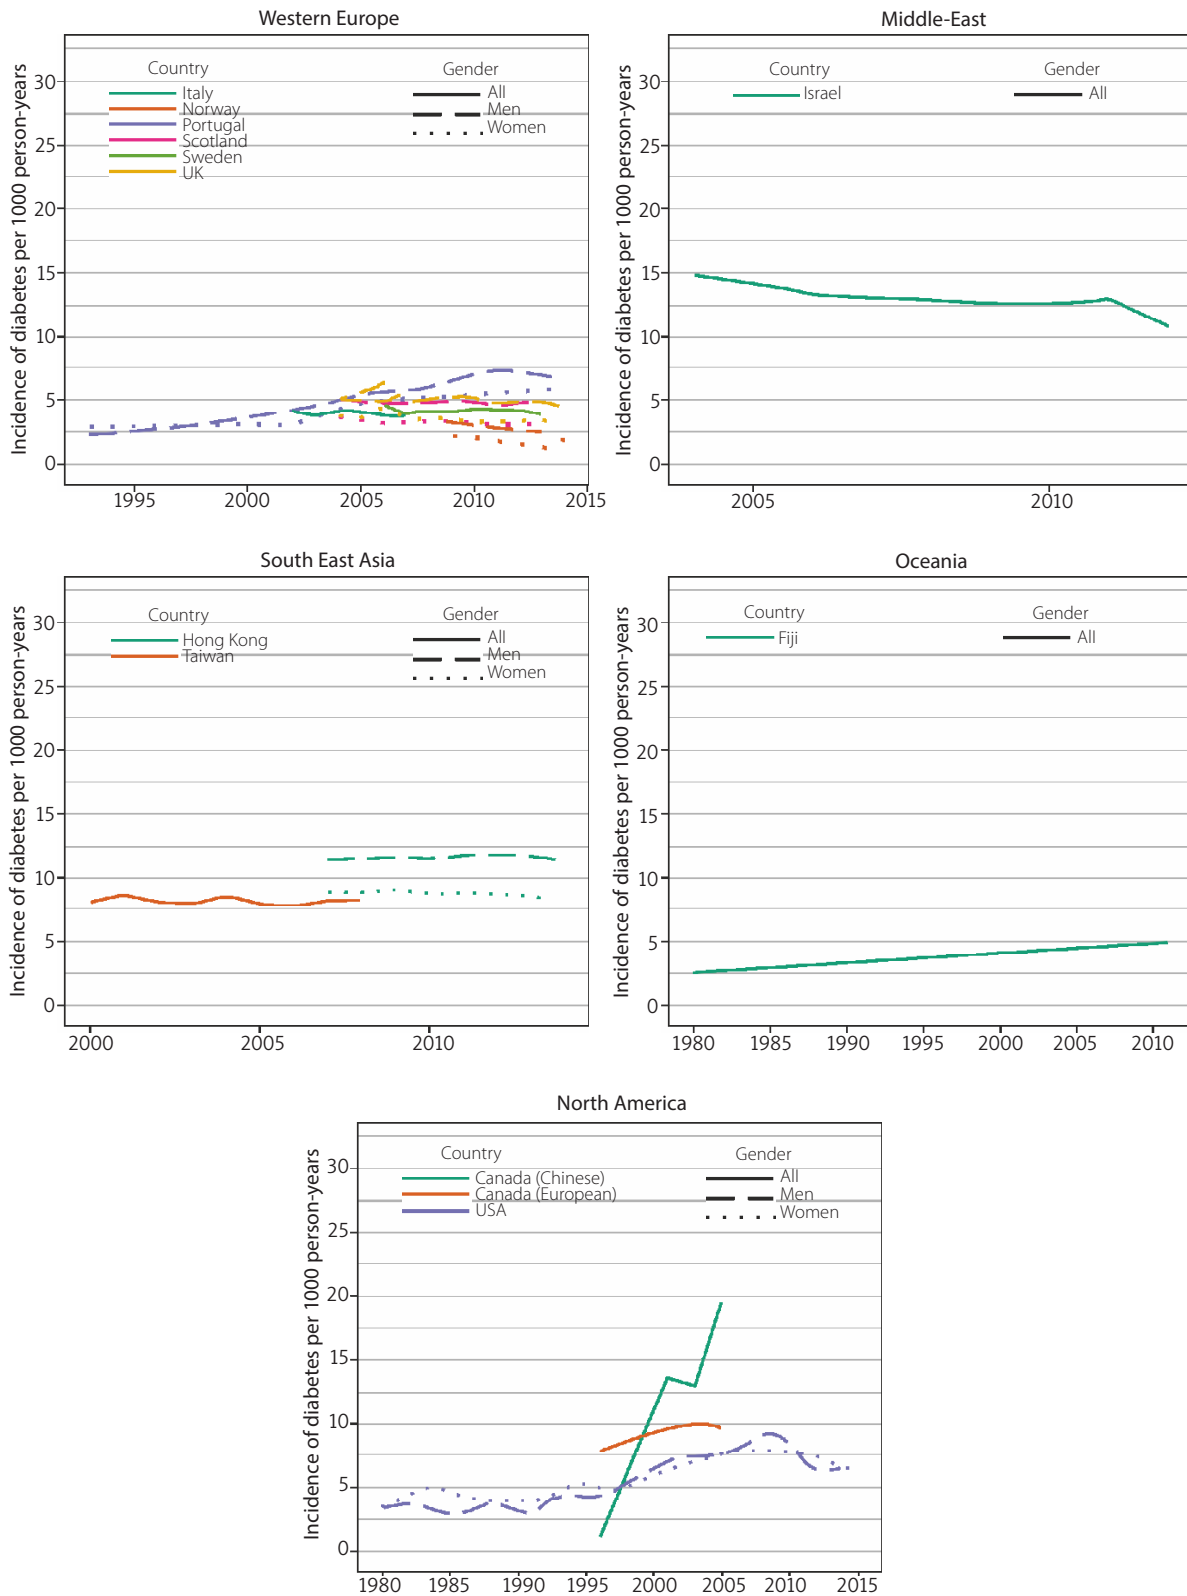 Western Europe
Incidence of diabetes per 1000 person-years
Country
Italy
Norway
Portugal
Scotland
Sweden
UK
Gender
All
Men
Women
30
25
20
15
10
5
0
1995
2000
2005
2010
2015
Middle-East
Incidence of diabetes per 1000 person-years
Country
Israel
Gender
All
30
25
20
15
10
5
0
2005
2010
South East Asia
Incidence of diabetes per 1000 person-years
Country
Hong Kong
Taiwan
Gender
All
Men
Women
30
25
20
15
10
5
0
2000
2005
2010
Oceania
Incidence of diabetes per 1000 person-years
Country
Fiji
Gender
All
30
25
20
15
10
5
0
1980
1985
1990
1995
2000
2005
2010
North America
Incidence of diabetes per 1000 person-years
Country
Canada (Chinese)
Canada (European)
USA
Gender
All
Men
Women
30
25
20
15
10
5
0
1980
1985
1990
1995
2000
2005
2010
2015